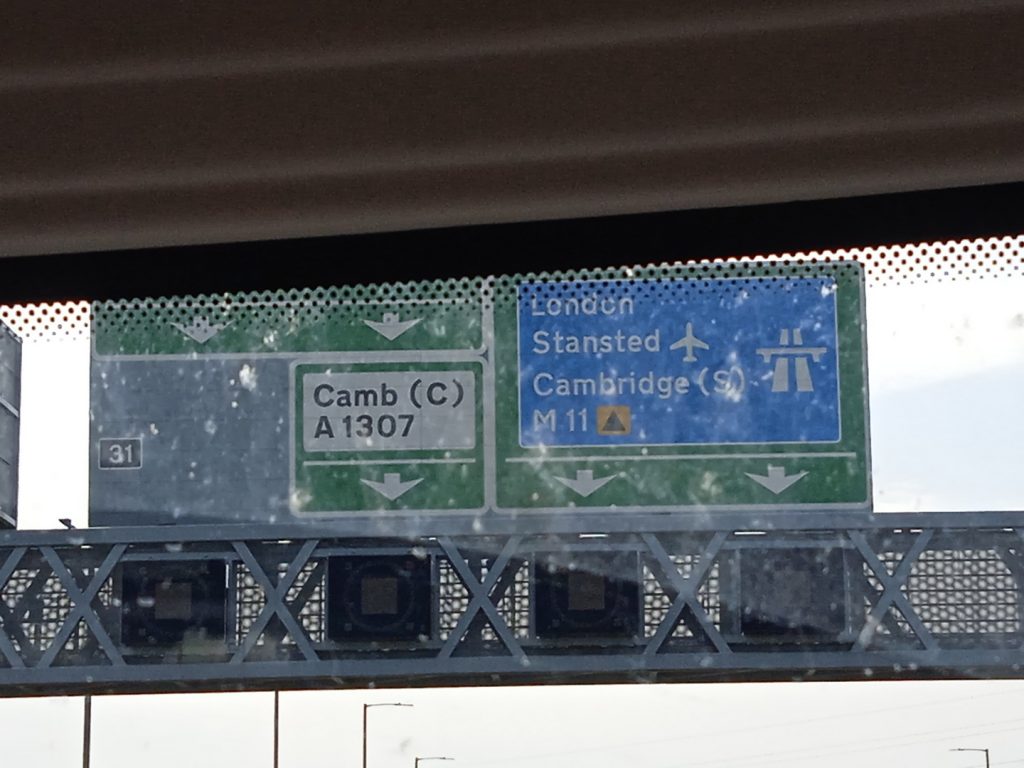 31
Camb (C)
A 1307
London
Stansted
Cambridge (S)
M 11